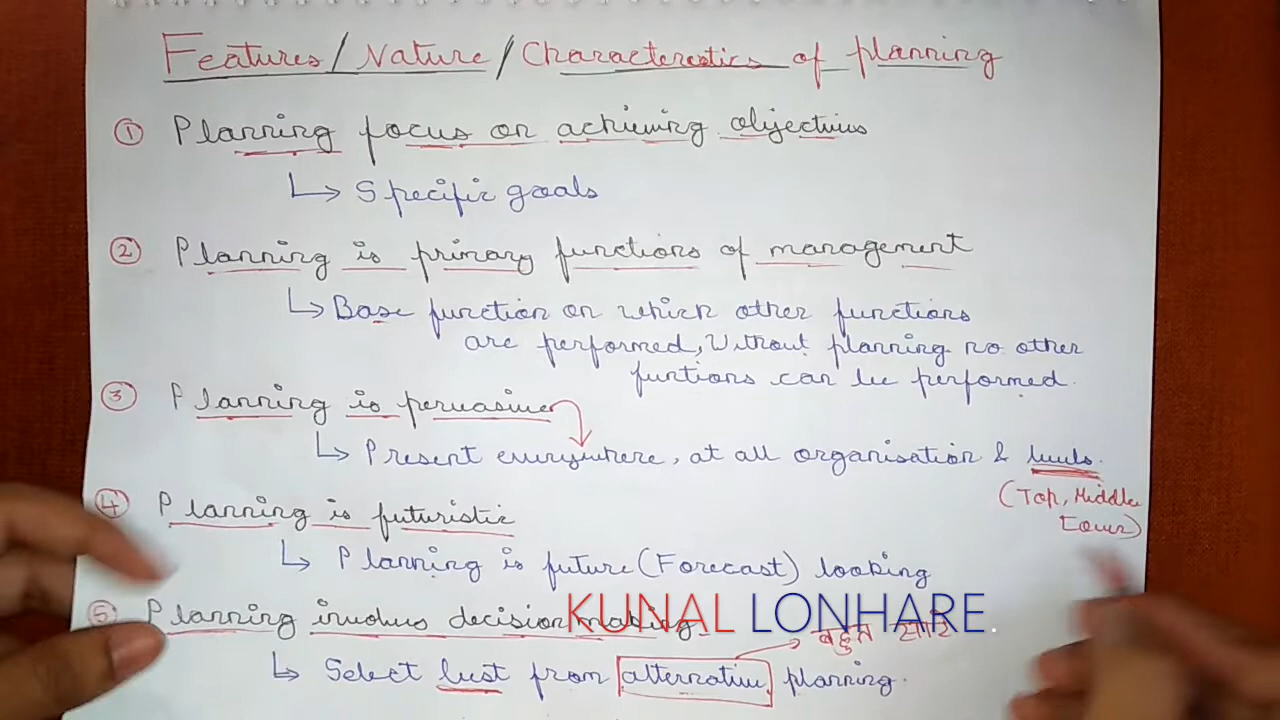 Features/Nature/Characteristics of planning
① Planning focus on achieving objectives
↳ Specific goals
② Planning is primary functions of management
↳ Base function on which other functions
are performed, Without planning no other
funtions can be performed.
③ Planning is pervasive
↳ Present everywhere, at all organisation & levels.
(Top, Middle
Lower)
④ Planning is futuristic
↳ Planning is future (Forecast) looking
⑤ Planning involves decision making.
KUNAL LONHARE.
बहुत सारे
↳ Select best from alternative planning.